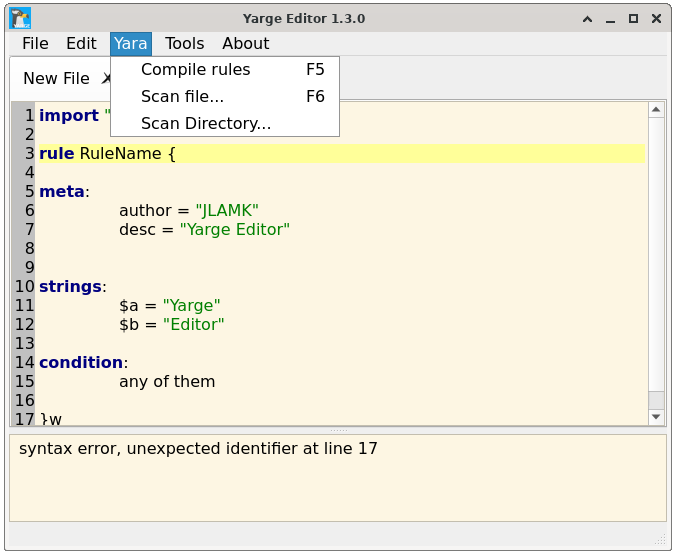 Yarge Editor 1.3.0
File Edit Yara Tools About
Compile rules F5
Scan file... F6
Scan Directory...
New File
1 import "
2
3 rule RuleName {
4
5 meta:
6 author = "JLAMK"
7 desc = "Yarge Editor"
8
9
10 strings:
11 $a = "Yarge"
12 $b = "Editor"
13
14 condition:
15 any of them
16
17 }w
syntax error, unexpected identifier at line 17